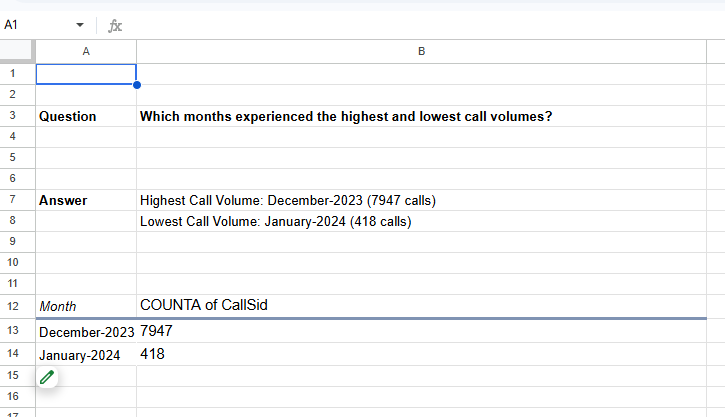 A1 fx
A B
1
2
3 Question Which months experienced the highest and lowest call volumes?
4
5
6
7 Answer Highest Call Volume: December-2023 (7947 calls)
8 Lowest Call Volume: January-2024 (418 calls)
9
10
11
12 Month COUNTA of CallSid
13 December-2023 7947
14 January-2024 418
15
16
17